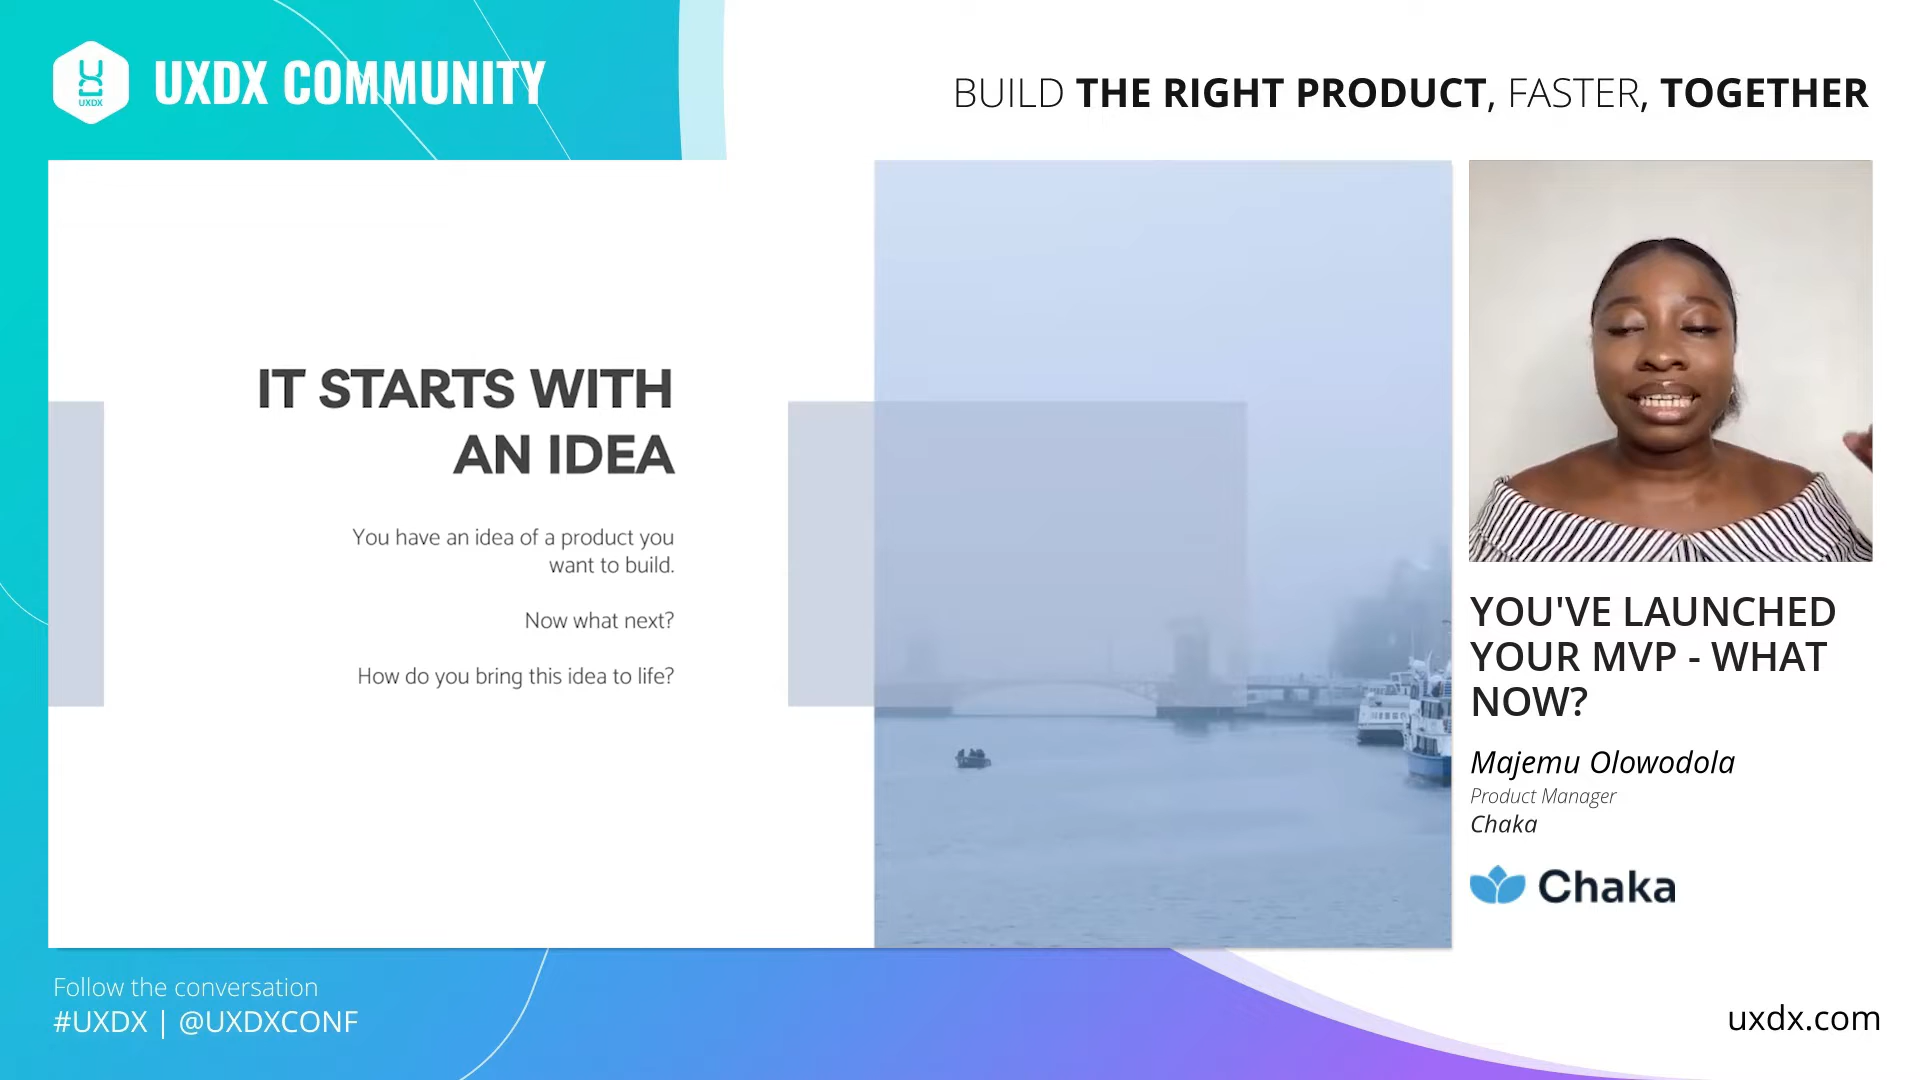 UXDX
UXDX COMMUNITY
BUILD THE RIGHT PRODUCT, FASTER, TOGETHER
IT STARTS WITH
AN IDEA
You have an idea of a product you
want to build.
Now what next?
How do you bring this idea to life?
YOU'VE LAUNCHED
YOUR MVP - WHAT
NOW?
Majemu Olowodola
Product Manager
Chaka
Chaka
Follow the conversation
#UXDX | @UXDXCONF
uxdx.com